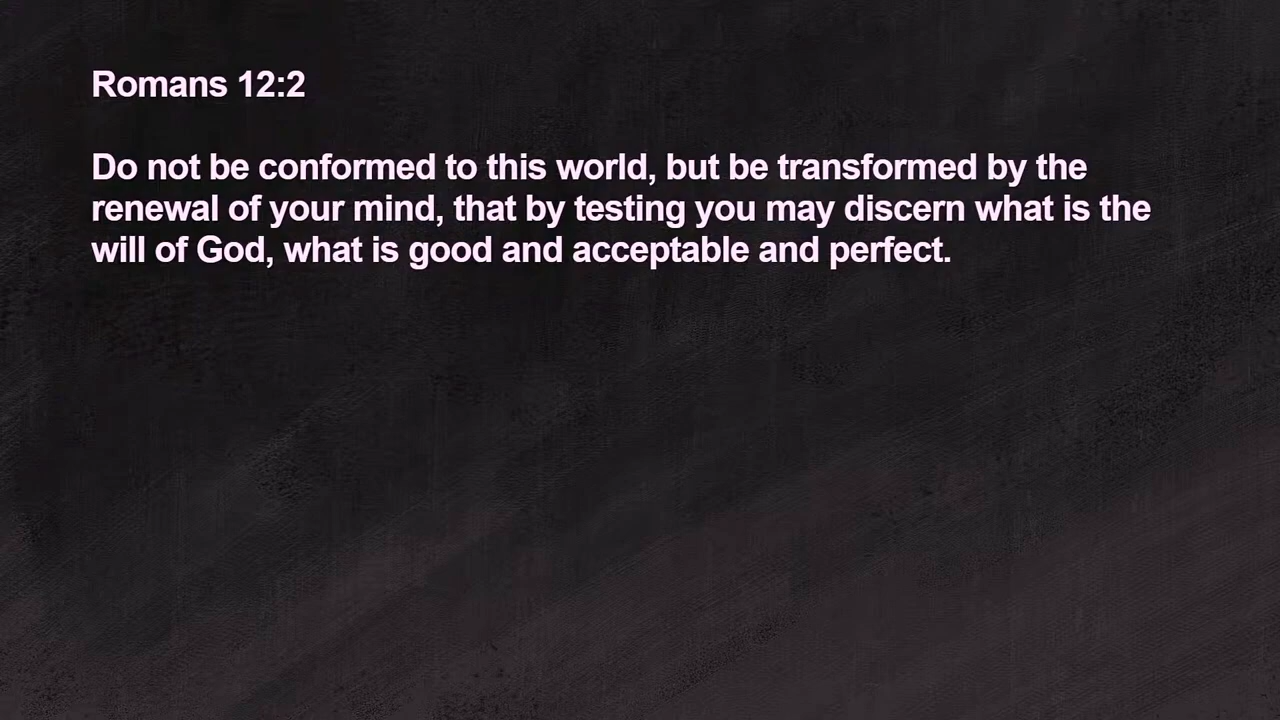 Romans 12:2
Do not be conformed to this world, but be transformed by the
renewal of your mind, that by testing you may discern what is the
will of God, what is good and acceptable and perfect.